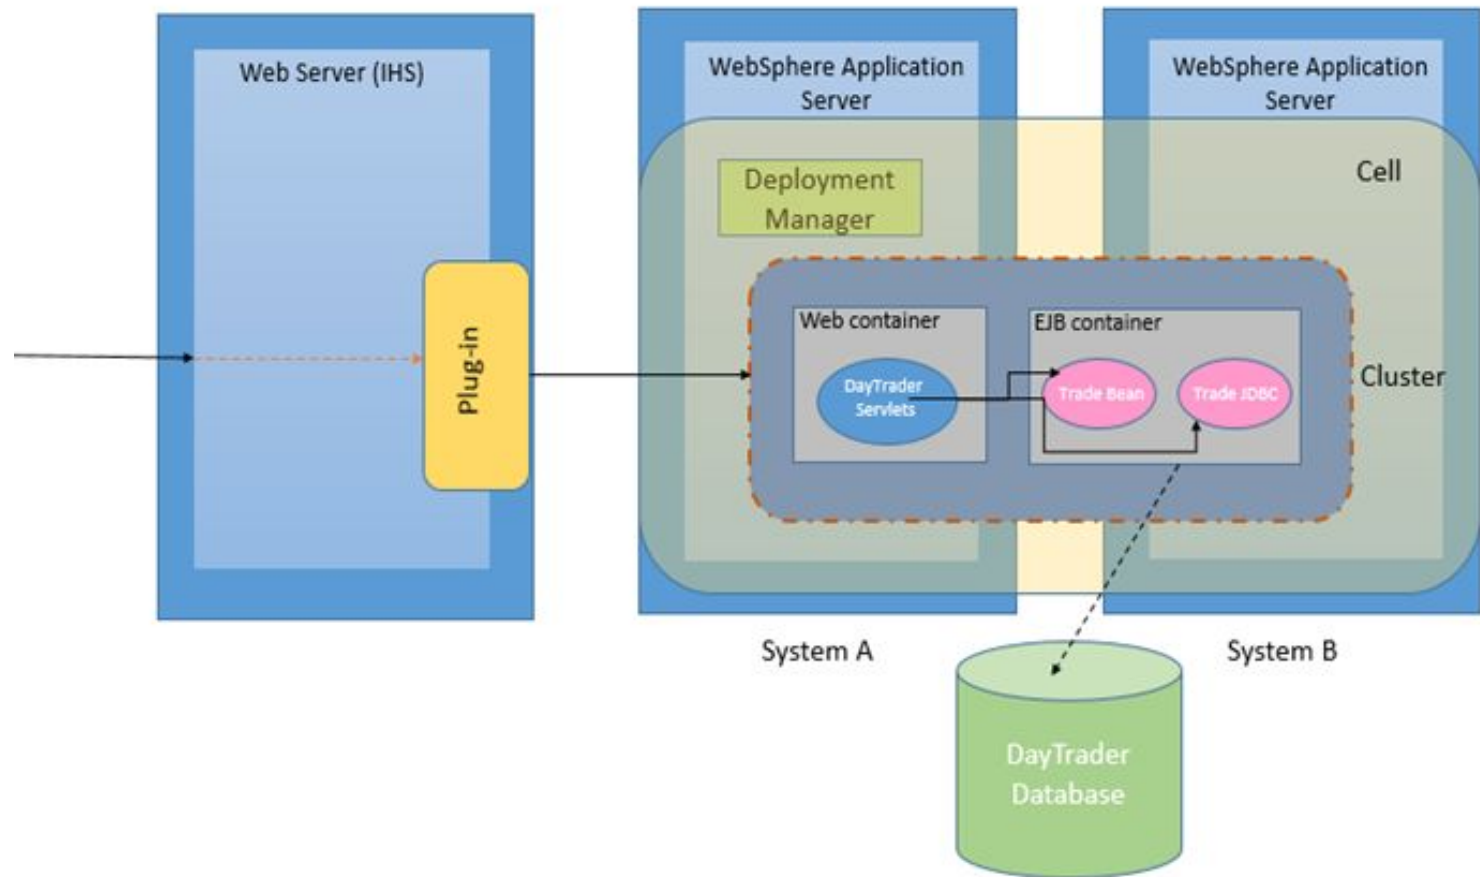 Web Server (IHS)
Plug-in
WebSphere Application
Server
WebSphere Application
Server
Cell
Deployment
Manager
Web container
DayTrader
Servlets
EJB container
Trade Bean
Trade JDBC
Cluster
System A
System B
DayTrader
Database